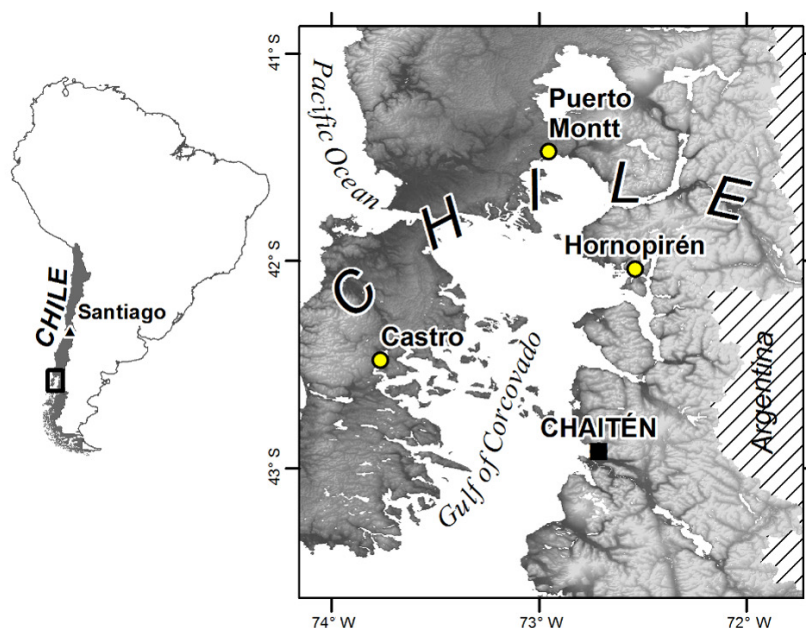 CHILE
Santiago
41° S
42° S
43° S
74° W
73° W
72° W
Pacific Ocean
Puerto
Montt
CHILE
Hornopirén
Castro
Gulf of Corcovado
CHAITÉN
Argentina